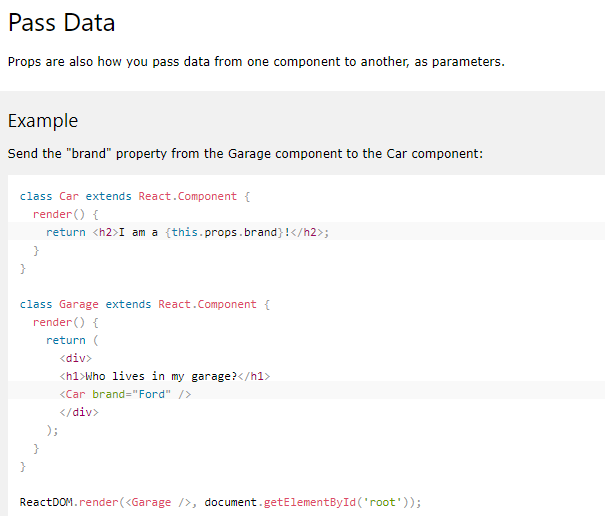 Pass Data
Props are also how you pass data from one component to another, as parameters.
Example
Send the "brand" property from the Garage component to the Car component:
class Car extends React.Component {
  render() {
    return <h2>I am a {this.props.brand}!</h2>;
  }
}
class Garage extends React.Component {
  render() {
    return (
      <div>
      <h1>Who lives in my garage?</h1>
      <Car brand="Ford" />
      </div>
    );
  }
}
ReactDOM.render(<Garage />, document.getElementById('root'));